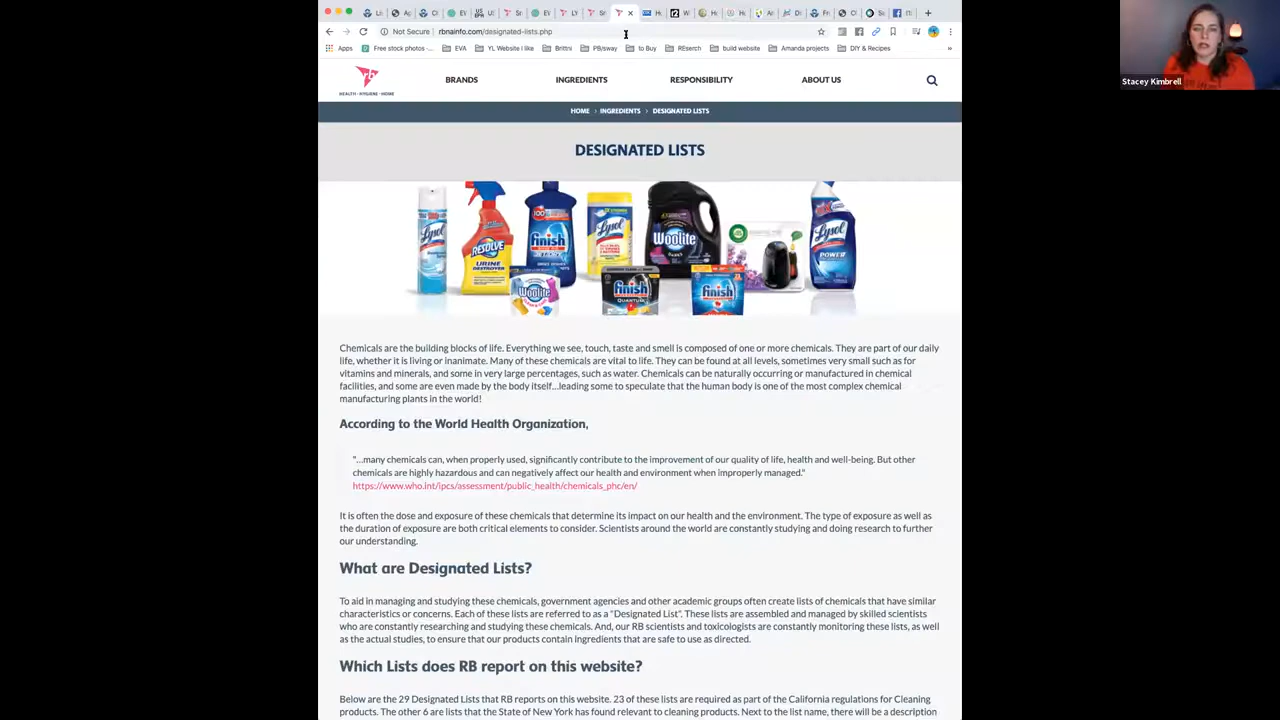 Not Secure | rbnainfo.com/designated-lists.php
Apps
Free stock photos -...
EVA
YL Website i like
Brittni
PB/sway
to Buy
REserch
build website
Amanda projects
DIY & Recipes
Stacey Kimbrell
rb
HEALTH • HYGIENE • HOME
BRANDS
INGREDIENTS
RESPONSIBILITY
ABOUT US
HOME > INGREDIENTS > DESIGNATED LISTS
DESIGNATED LISTS
Lysol
RESOLVE
URINE DESTROYER
finish
Lysol
Woolite
AIR WICK
Lysol
POWER
Woolite
finish
QUANTUM
finish
Chemicals are the building blocks of life. Everything we see, touch, taste and smell is composed of one or more chemicals. They are part of our daily
life, whether it is living or inanimate. Many of these chemicals are vital to life. They can be found at all levels, sometimes very small such as for
vitamins and minerals, and some in very large percentages, such as water. Chemicals can be naturally occurring or manufactured in chemical
facilities, and some are even made by the body itself...leading some to speculate that the human body is one of the most complex chemical
manufacturing plants in the world!
According to the World Health Organization,
"...many chemicals can, when properly used, significantly contribute to the improvement of our quality of life, health and well-being. But other
chemicals are highly hazardous and can negatively affect our health and environment when improperly managed."
https://www.who.int/ipcs/assessment/public_health/chemicals_phc/en/
It is often the dose and exposure of these chemicals that determine its impact on our health and the environment. The type of exposure as well as
the duration of exposure are both critical elements to consider. Scientists around the world are constantly studying and doing research to further
our understanding.
What are Designated Lists?
To aid in managing and studying these chemicals, government agencies and other academic groups often create lists of chemicals that have similar
characteristics or concerns. Each of these lists are referred to as a "Designated List". These lists are assembled and managed by skilled scientists
who are constantly researching and studying these chemicals. And, our RB scientists and toxicologists are constantly monitoring these lists, as well
as the actual studies, to ensure that our products contain ingredients that are safe to use as directed.
Which Lists does RB report on this website?
Below are the 29 Designated Lists that RB reports on this website. 23 of these lists are required as part of the California regulations for Cleaning
products. The other 6 are lists that the State of New York has found relevant to cleaning products. Next to the list name, there will be a description